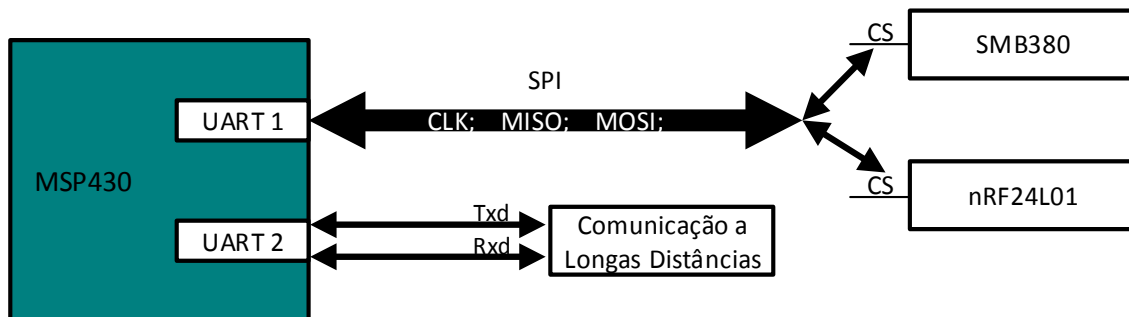 CS
SMB380
SPI
UART 1
CLK; MISO; MOSI;
MSP430
CS
nRF24L01
Txd
UART 2
Rxd
Comunicação a
Longas Distâncias